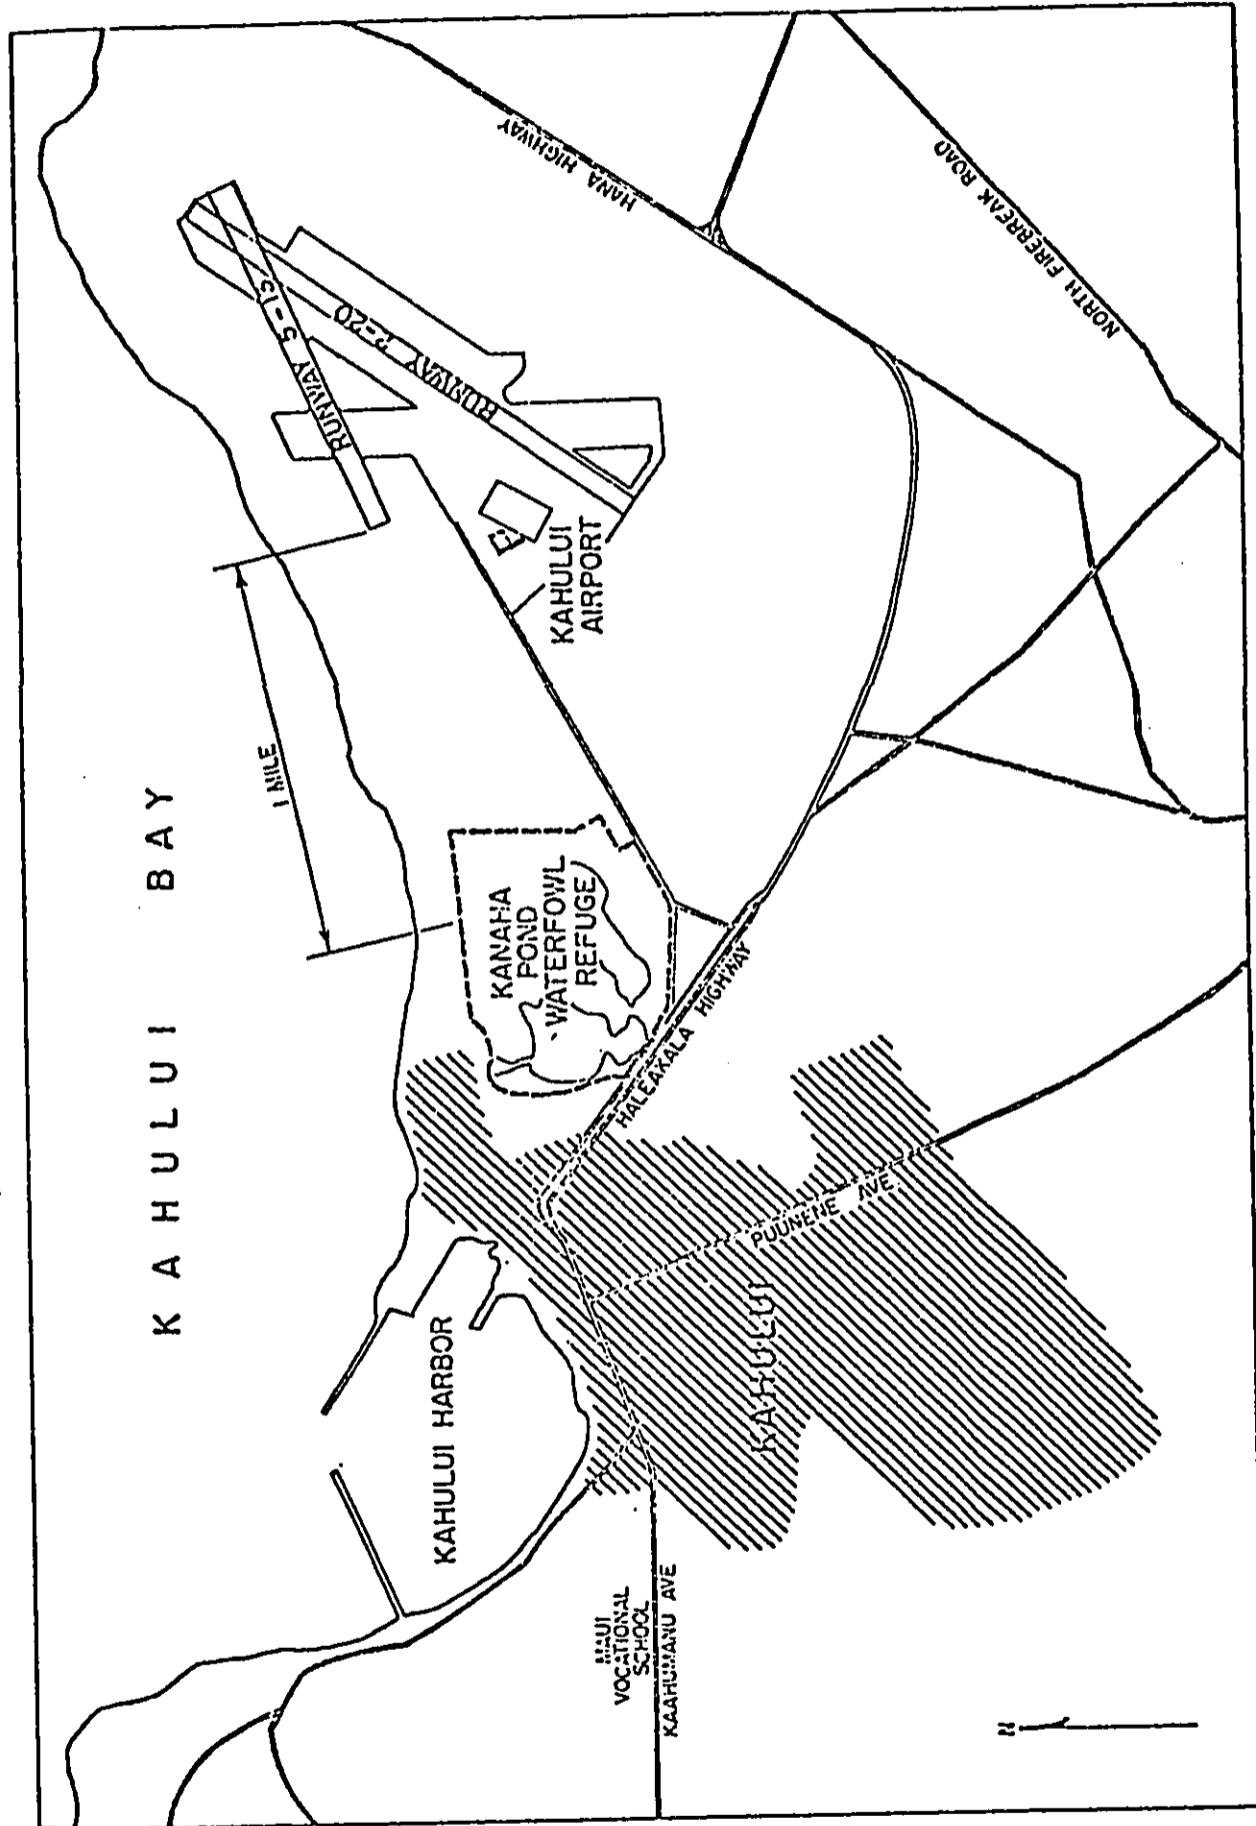 KAHULUI BAY
1 MILE
KAHULUI HARBOR
KANAHA
POND
WATERFOWL
REFUGE
KAHULUI
AIRPORT
RUNWAY 5 - 1S
RUNWAY 2-20
HANA HIGHWAY
NORTH FIREBREAK ROAD
HALEAKALA HIGHWAY
PUUNENE AVE
KAHULUI
MAUI
VOCATIONAL
SCHOOL
KAAHUMANU AVE
N